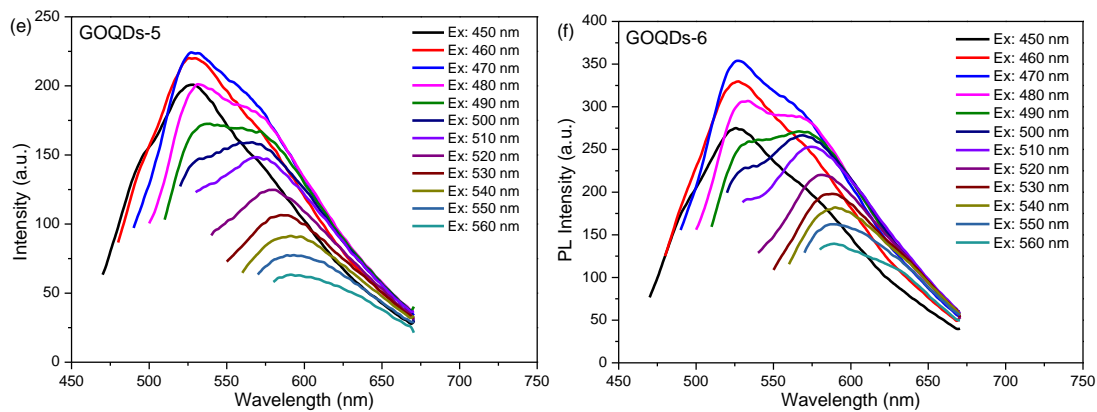 (e)
GOQDs-5
Ex: 450 nm
Ex: 460 nm
Ex: 470 nm
Ex: 480 nm
Ex: 490 nm
Ex: 500 nm
Ex: 510 nm
Ex: 520 nm
Ex: 530 nm
Ex: 540 nm
Ex: 550 nm
Ex: 560 nm
Intensity (a.u.)
250
200
150
100
50
0
450 500 550 600 650 700 750
Wavelength (nm)
(f)
GOQDs-6
Ex: 450 nm
Ex: 460 nm
Ex: 470 nm
Ex: 480 nm
Ex: 490 nm
Ex: 500 nm
Ex: 510 nm
Ex: 520 nm
Ex: 530 nm
Ex: 540 nm
Ex: 550 nm
Ex: 560 nm
PL Intensity (a.u.)
400
350
300
250
200
150
100
50
0
450 500 550 600 650 700 750
Wavelength (nm)